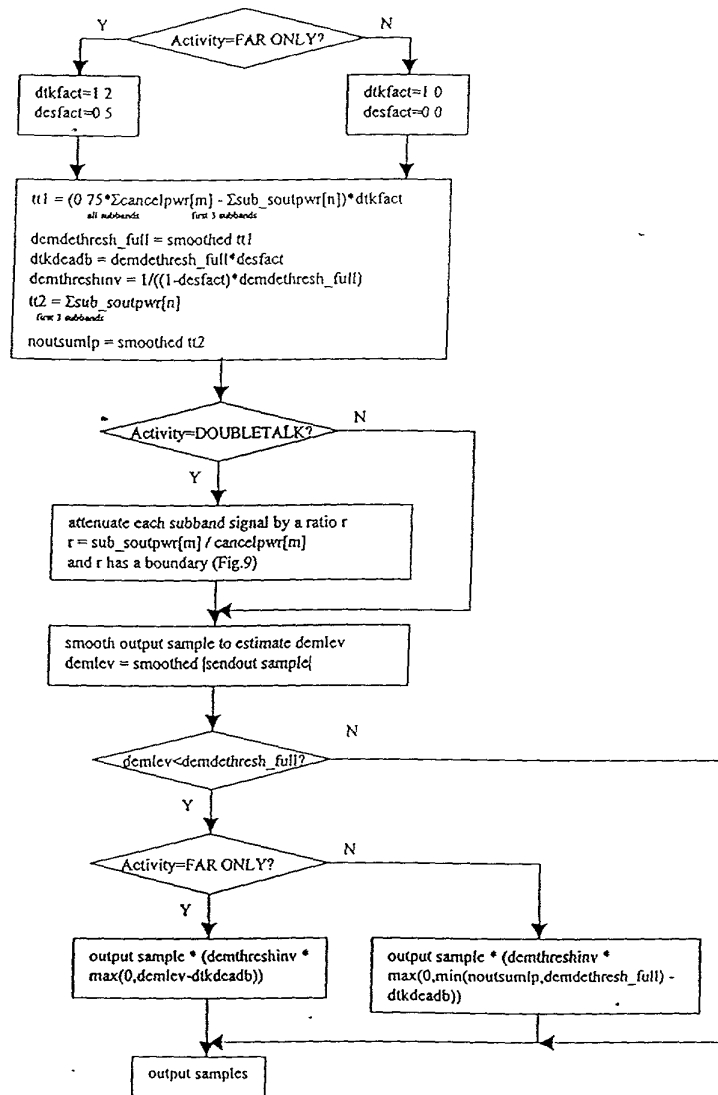 Y
N
Activity=FAR ONLY?
dtkfact=1 2
desfact=0 5
dtkfact=1 0
desfact=0 0
tt1 = (0 75*Σcancelpwr[m] - Σsub_soutpwr[n])*dtkfact
all subbands first 3 subbands
demdethresh_full = smoothed tt1
dtkdeadb = demdethresh_full*desfact
demthreshinv = 1/((1-desfact)*demdethresh_full)
tt2 = Σsub_soutpwr[n]
first 3 subbands
noutsumlp = smoothed tt2
Activity=DOUBLETALK?
N
Y
attenuate each subband signal by a ratio r
r = sub_soutpwr[m] / cancelpwr[m]
and r has a boundary (Fig.9)
smooth output sample to estimate demlev
demlev = smoothed |sendout sample|
N
demlev<demdethresh_full?
Y
N
Activity=FAR ONLY?
Y
output sample * (demthreshinv *
max(0,demlev-dtkdeadb))
output sample * (demthreshinv *
max(0,min(noutsumlp,demdethresh_full) -
dtkdeadb))
output samples